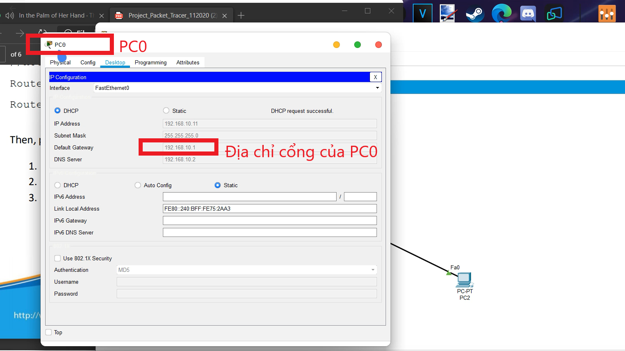 In the Palm of Her Hand - 
Project_Packet_Tracer_112020 (2
of 6
PC0
PC0
Physical Config Desktop Programming Attributes
IP Configuration X
Interface FastEthernet0
DHCP Static DHCP request successful.
IP Address 192.168.10.11
Subnet Mask 255.255.255.0
Default Gateway 192.168.10.1
Địa chỉ cổng của PC0
DNS Server 192.168.10.2
DHCP Auto Config Static
IPv6 Address /
Link Local Address FE80::240:BFF:FE75:2AA3
IPv6 Gateway
IPv6 DNS Server
Use 802.1X Security
Authentication MD5
Username
Password
Top
Route
Route
Then, p
1.
2.
3.
http://
V
Fa0
PC-PT
PC2